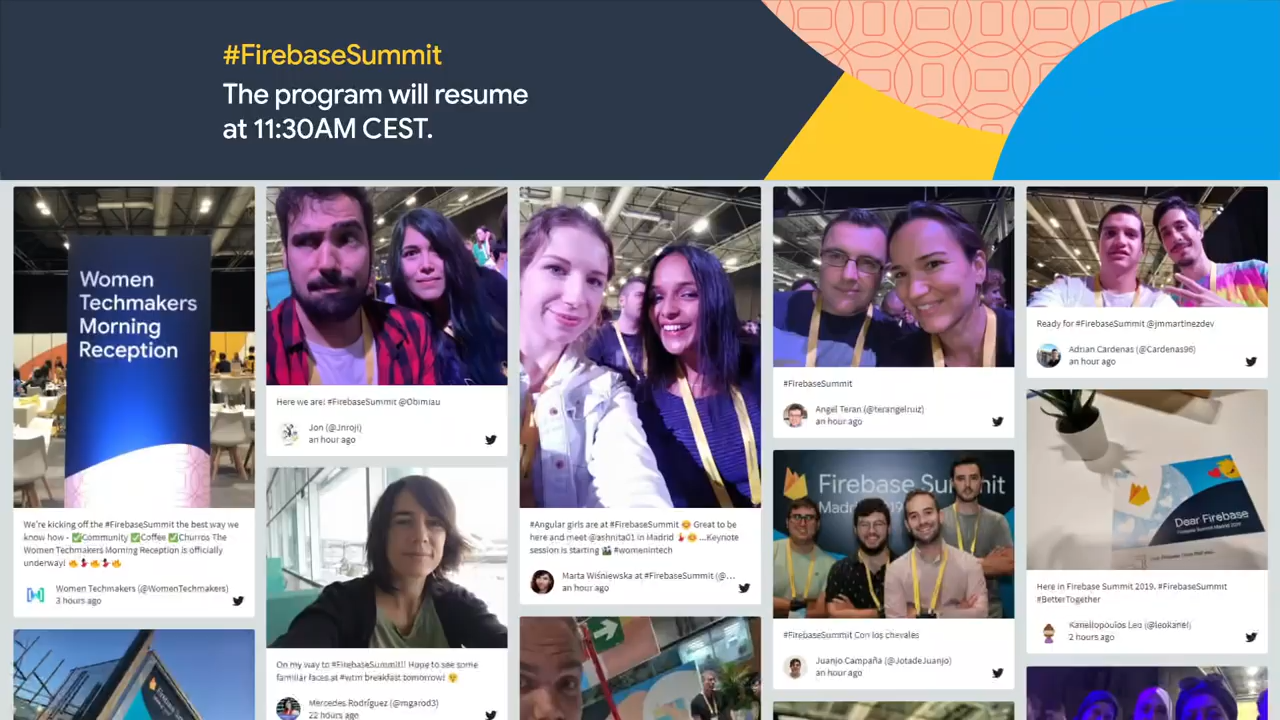 #FirebaseSummit
The program will resume
at 11:30AM CEST.
Women
Techmakers
Morning
Reception
We're kicking off the #FirebaseSummit the best way we
know how - ✅Community ✅Coffee ✅Churros The
Women Techmakers Morning Reception is officially
underway! 🔥💃🔥💃🔥
Women Techmakers (@WomenTechmakers)
3 hours ago
Here we are! #FirebaseSummit @Obimiau
Jon (@Jnroji)
an hour ago
On my way to #FirebaseSummit!! Hope to see some
familiar faces at #wtm breakfast tomorrow!
Mercedes Rodríguez (@mgarod3)
22 hours ago
#Angular girls are at #FirebaseSummit 😊 Great to be
here and meet @ashnita01 in Madrid 💃😊...Keynote
session is starting 🎬 #womenintech
Marta Wiśniewska at #FirebaseSummit (@...
an hour ago
#FirebaseSummit
Angel Teran (@terangelruiz)
an hour ago
Firebase Summit
Madrid 2019
#FirebaseSummit Con los chevales
Juanjo Campaña (@JotadeJuanjo)
an hour ago
Ready for #FirebaseSummit @jmmartinezdev
Adrian Cardenas (@Cardenas96)
an hour ago
Dear Firebase
Here in Firebase Summit 2019. #FirebaseSummit
#BetterTogether
Kanellopoulos Leo (@leokanel)
2 hours ago